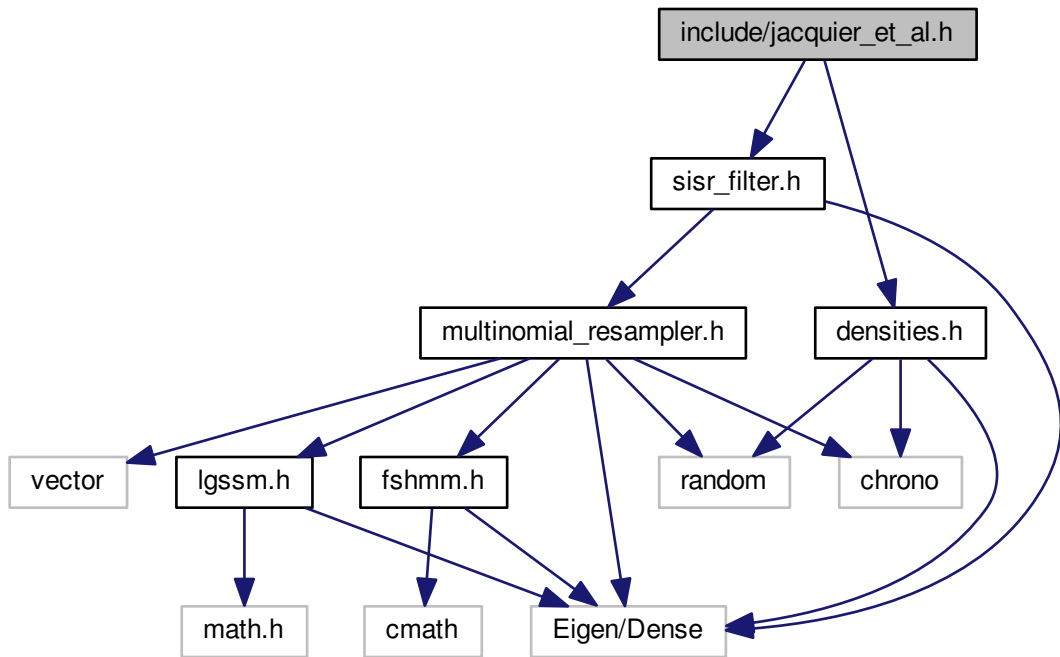 include/jacquier_et_al.h
sisr_filter.h
multinomial_resampler.h
densities.h
vector
lgssm.h
fshmm.h
random
chrono
math.h
cmath
Eigen/Dense